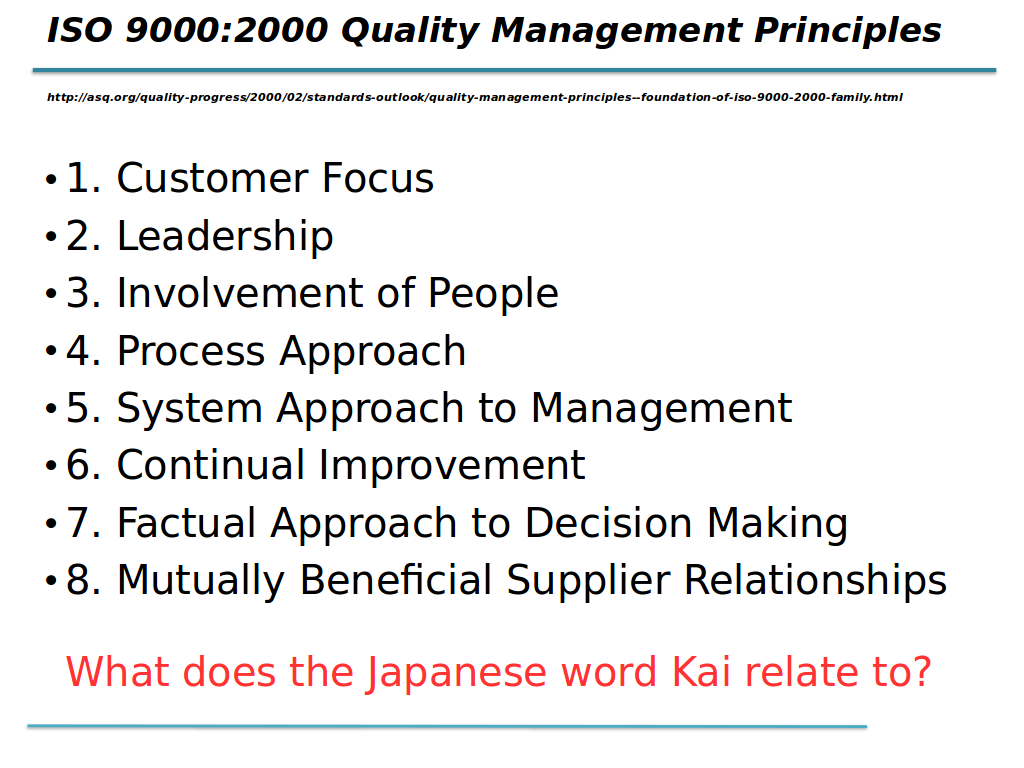 ISO 9000:2000 Quality Management Principles
http://asq.org/quality-progress/2000/02/standards-outlook/quality-management-principles--foundation-of-iso-9000-2000-family.html
• 1. Customer Focus
• 2. Leadership
• 3. Involvement of People
• 4. Process Approach
• 5. System Approach to Management
• 6. Continual Improvement
• 7. Factual Approach to Decision Making
• 8. Mutually Beneficial Supplier Relationships
What does the Japanese word Kai relate to?